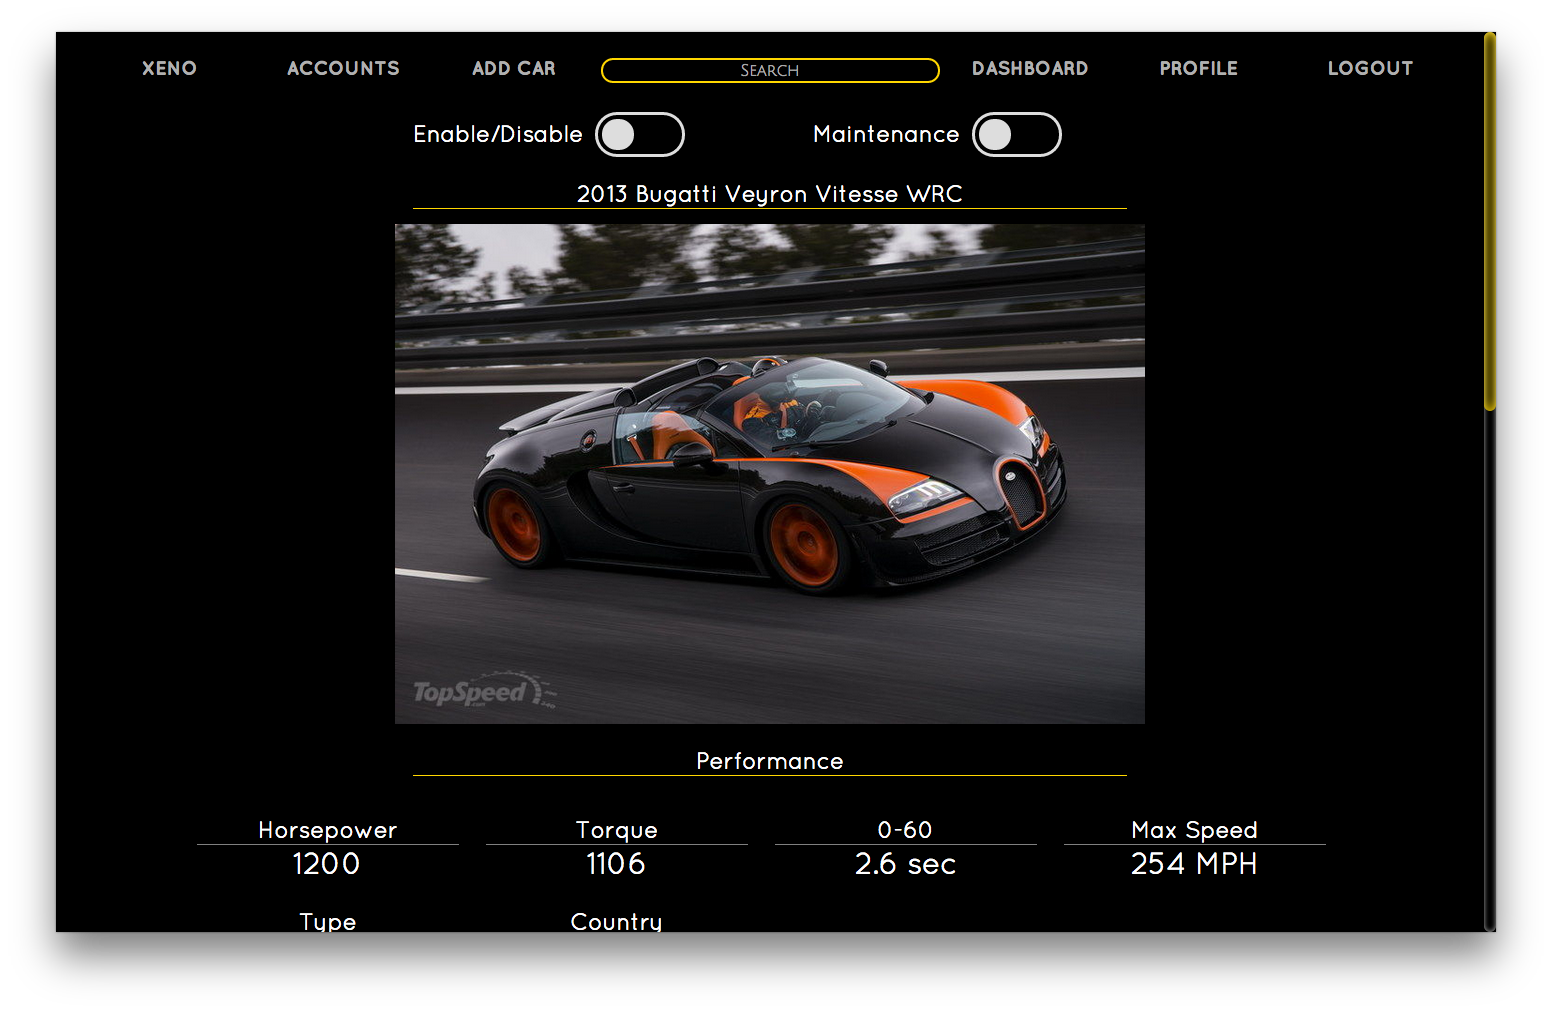 XENO ACCOUNTS ADD CAR SEARCH DASHBOARD PROFILE LOGOUT
Enable/Disable Maintenance
2013 Bugatti Veyron Vitesse WRC
TopSpeed
.com
Performance
Horsepower Torque 0-60 Max Speed
1200 1106 2.6 sec 254 MPH
Type Country